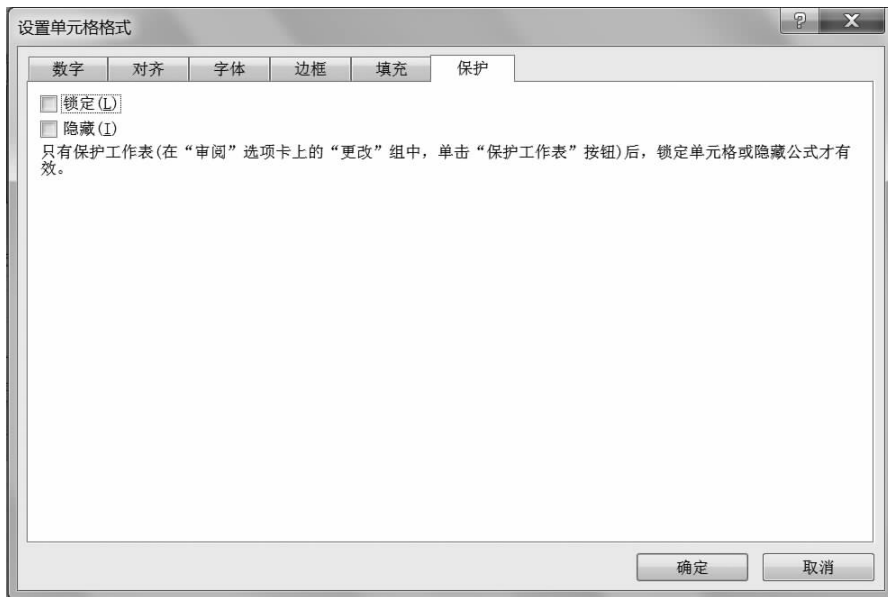 设置单元格格式
数字 对齐 字体 边框 填充 保护
锁定(L)
隐藏(I)
只有保护工作表(在“审阅”选项卡上的“更改”组中，单击“保护工作表”按钮)后，锁定单元格或隐藏公式才有
效。
确定 取消